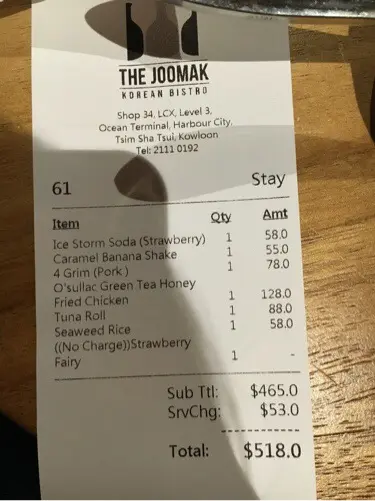 THE JOOMAK
KOREAN BISTRO
Shop 34, LCX, Level 3,
Ocean Terminal, Harbour City,
Tsim Sha Tsui, Kowloon
Tel: 2111 0192
61 Stay
Item Qty Amt
Ice Storm Soda (Strawberry) 1 58.0
Caramel Banana Shake 1 55.0
4 Grim (Pork ) 1 78.0
O'sullac Green Tea Honey
Fried Chicken 1 128.0
Tuna Roll 1 88.0
Seaweed Rice 1 58.0
((No Charge))Strawberry
Fairy 1 -
Sub Ttl: $465.0
SrvChg: $53.0
Total: $518.0